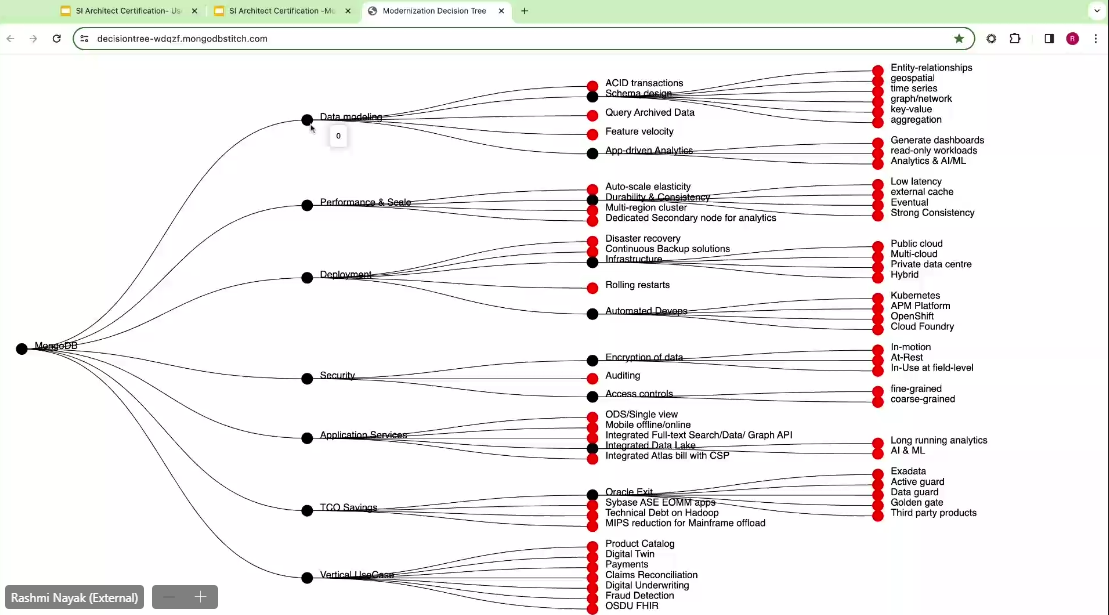 SI Architect Certification- Us
SI Architect Certification -Mo
Modernization Decision Tree
decisiontree-wdqzf.mongodbstitch.com
R
MongoDB
Data modeling
0
ACID transactions
Schema design
Entity-relationships
geospatial
time series
graph/network
key-value
aggregation
Query Archived Data
Feature velocity
App-driven Analytics
Generate dashboards
read-only workloads
Analytics & AI/ML
Performance & Scale
Auto-scale elasticity
Durability & Consistency
Low latency
external cache
Eventual
Strong Consistency
Multi-region cluster
Dedicated Secondary node for analytics
Deployment
Disaster recovery
Continuous Backup solutions
Infrastructure
Public cloud
Multi-cloud
Private data centre
Hybrid
Rolling restarts
Automated Devops
Kubernetes
APM Platform
OpenShift
Cloud Foundry
Security
Encryption of data
In-motion
At-Rest
In-Use at field-level
Auditing
Access controls
fine-grained
coarse-grained
Application Services
ODS/Single view
Mobile offline/online
Integrated Full-text Search/Data/ Graph API
Integrated Data Lake
Long running analytics
AI & ML
Integrated Atlas bill with CSP
TCO Savings
Oracle Exit
Exadata
Active guard
Data guard
Golden gate
Third party products
Sybase ASE EOMM apps
Technical Debt on Hadoop
MIPS reduction for Mainframe offload
Vertical UseCase
Product Catalog
Digital Twin
Payments
Claims Reconciliation
Digital Underwriting
Fraud Detection
OSDU FHIR
Rashmi Nayak (External)